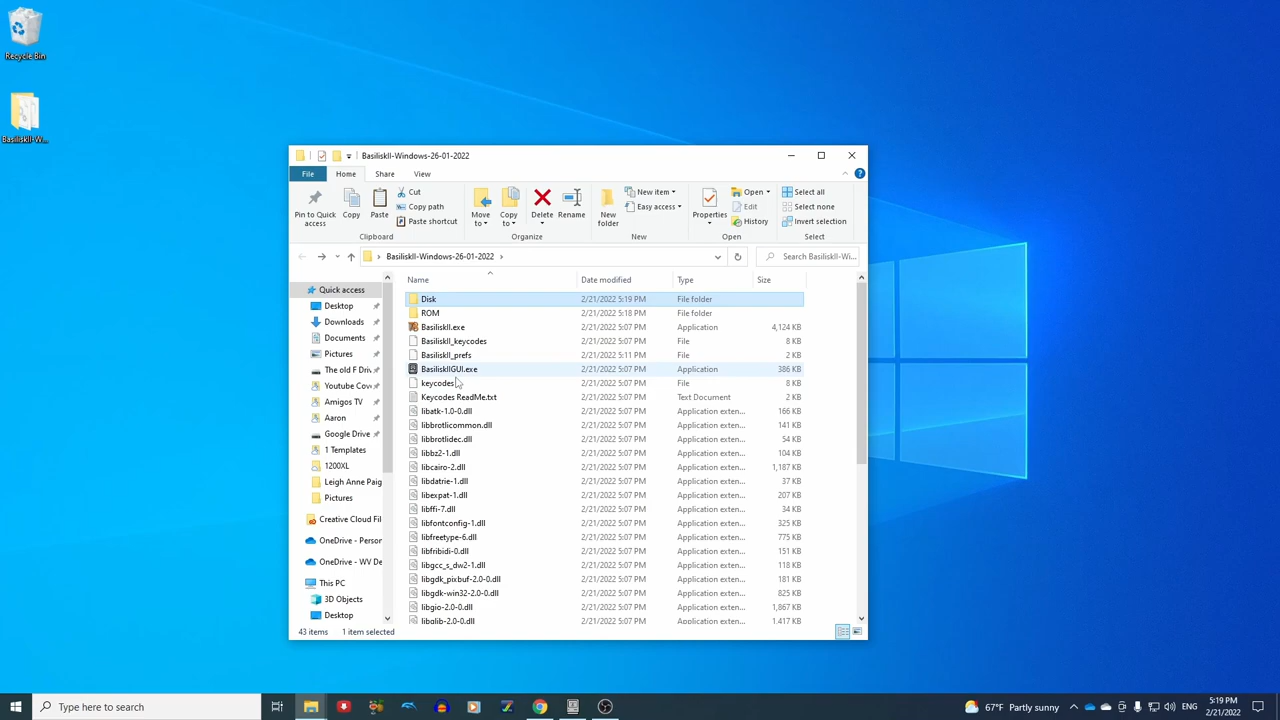 Recycle Bin
BasiliskII-W...
BasiliskII-Windows-26-01-2022
File Home Share View
Pin to Quick access
Copy
Paste
Cut
Copy path
Paste shortcut
Move to
Copy to
Delete
Rename
New folder
New item
Easy access
Properties
Open
Edit
History
Select all
Select none
Invert selection
Clipboard Organize New Open Select
BasiliskII-Windows-26-01-2022
Search BasiliskII-Wi...
Name Date modified Type Size
Quick access
Desktop
Downloads
Documents
Pictures
The old F Driv
Youtube Cov
Amigos TV
Aaron
Google Drive
1 Templates
1200XL
Leigh Anne Paig
Pictures
Creative Cloud Fil
OneDrive - Person
OneDrive - WV De
This PC
3D Objects
Desktop
Disk 2/21/2022 5:19 PM File folder
ROM 2/21/2022 5:18 PM File folder
BasiliskII.exe 2/21/2022 5:07 PM Application 4,124 KB
BasiliskII_keycodes 2/21/2022 5:07 PM File 8 KB
BasiliskII_prefs 2/21/2022 5:11 PM File 2 KB
BasiliskIIGUI.exe 2/21/2022 5:07 PM Application 386 KB
keycodes 2/21/2022 5:07 PM File 8 KB
Keycodes ReadMe.txt 2/21/2022 5:07 PM Text Document 2 KB
libatk-1.0-0.dll 2/21/2022 5:07 PM Application exten... 166 KB
libbrotlicommon.dll 2/21/2022 5:07 PM Application exten... 141 KB
libbrotlidec.dll 2/21/2022 5:07 PM Application exten... 54 KB
libbz2-1.dll 2/21/2022 5:07 PM Application exten... 104 KB
libcairo-2.dll 2/21/2022 5:07 PM Application exten... 1,187 KB
libdatrie-1.dll 2/21/2022 5:07 PM Application exten... 37 KB
libexpat-1.dll 2/21/2022 5:07 PM Application exten... 207 KB
libffi-7.dll 2/21/2022 5:07 PM Application exten... 34 KB
libfontconfig-1.dll 2/21/2022 5:07 PM Application exten... 325 KB
libfreetype-6.dll 2/21/2022 5:07 PM Application exten... 775 KB
libfribidi-0.dll 2/21/2022 5:07 PM Application exten... 151 KB
libgcc_s_dw2-1.dll 2/21/2022 5:07 PM Application exten... 118 KB
libgdk_pixbuf-2.0-0.dll 2/21/2022 5:07 PM Application exten... 181 KB
libgdk-win32-2.0-0.dll 2/21/2022 5:07 PM Application exten... 825 KB
libgio-2.0-0.dll 2/21/2022 5:07 PM Application exten... 1,867 KB
libglib-2.0-0.dll 2/21/2022 5:07 PM Application exten... 1,417 KB
43 items 1 item selected
Type here to search
67°F Partly sunny
ENG
5:19 PM
2/21/2022